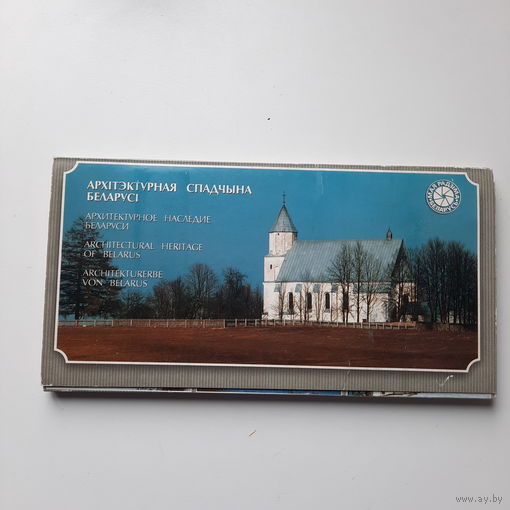 АРХІТЭКТУРНАЯ СПАДЧЫНА
БЕЛАРУСІ
АРХИТЕКТУРНОЕ НАСЛЕДИЕ
БЕЛАРУСИ
ARCHITECTURAL HERITAGE
OF BELARUS
ARCHITEKTURERBE
VON BELARUS
www.ay.by